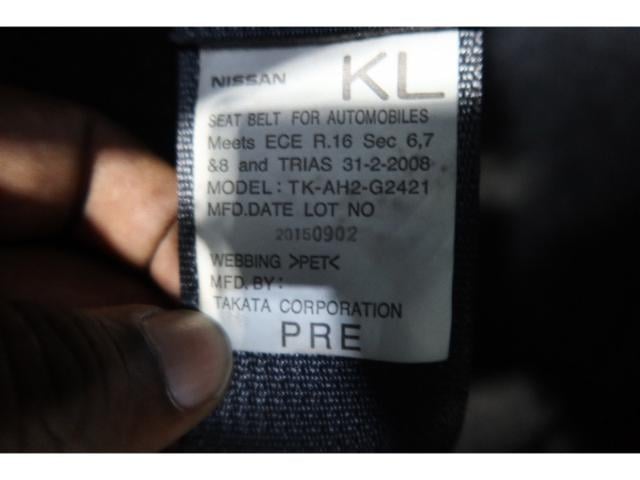 NISSAN KL
SEAT BELT FOR AUTOMOBILES
Meets ECE R.16 Sec 6,7
&8 and TRIAS 31-2-2008
MODEL: TK-AH2-G2421
MFD.DATE LOT NO
20150902
WEBBING >PET<
MFD.BY:
TAKATA CORPORATION
PRE